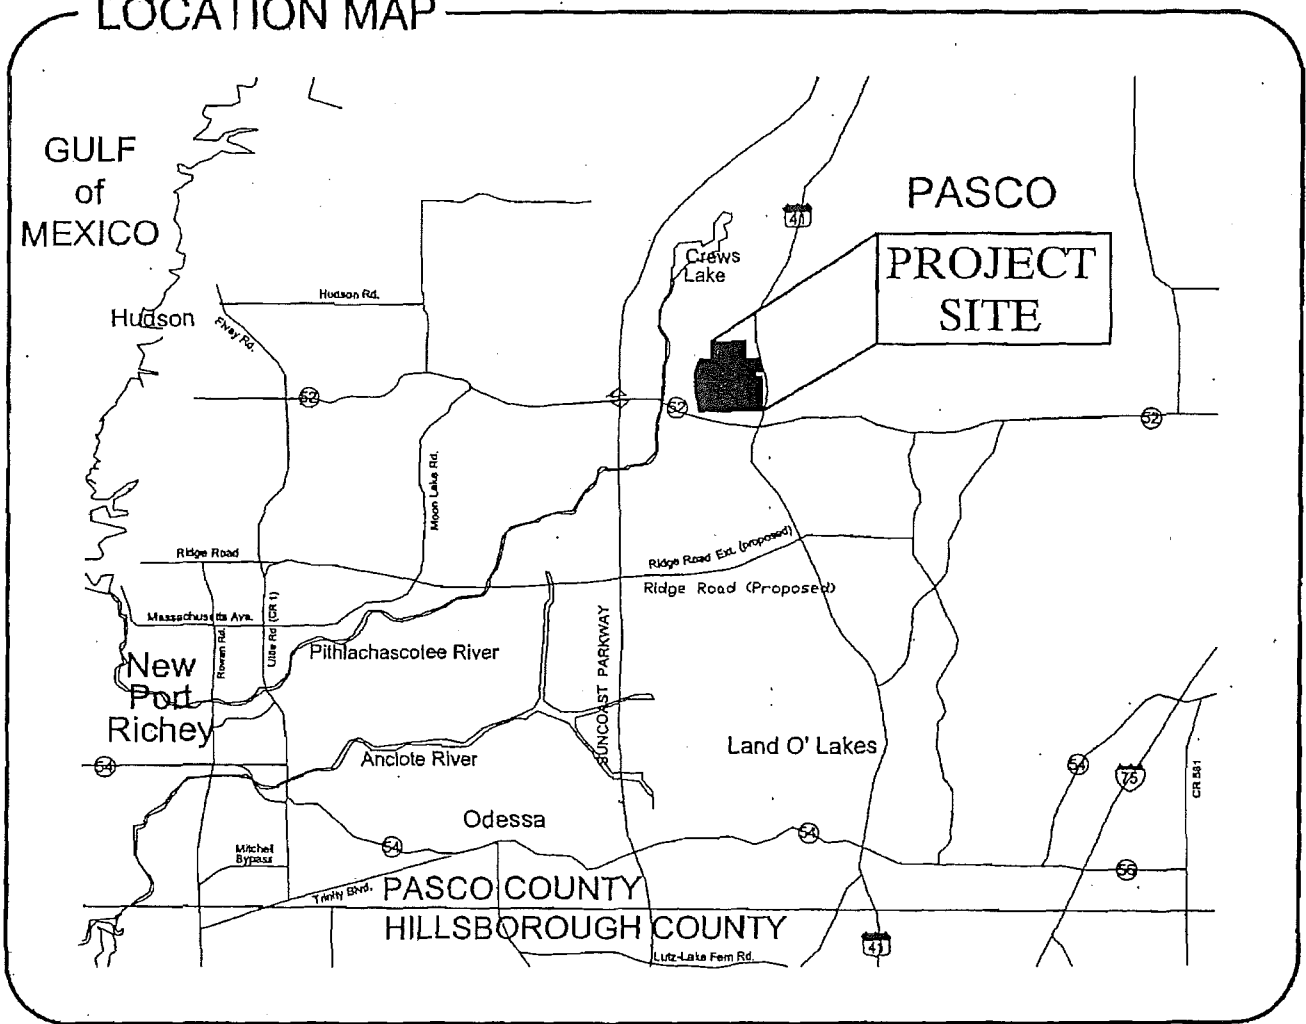 LOCATION MAP
GULF
of
MEXICO
PASCO
41
PROJECT
SITE
Crews
Lake
Hudson Rd.
Hudson
Fivay Rd.
52
52
52
Moon Lake Rd.
Ridge Road
Ridge Road Ext. (proposed)
Ridge Road (Proposed)
Massachusetts Ave.
Rowan Rd.
Little Rd (CR 1)
Pithlachascotee River
SUNCOAST PARKWAY
New
Port
Richey
Land O' Lakes
Anclote River
54
54
75
CR 581
Odessa
54
54
Mitchell
Bypass
56
Trinity Blvd.
PASCO COUNTY
HILLSBOROUGH COUNTY
41
Lutz-Lake Fern Rd.